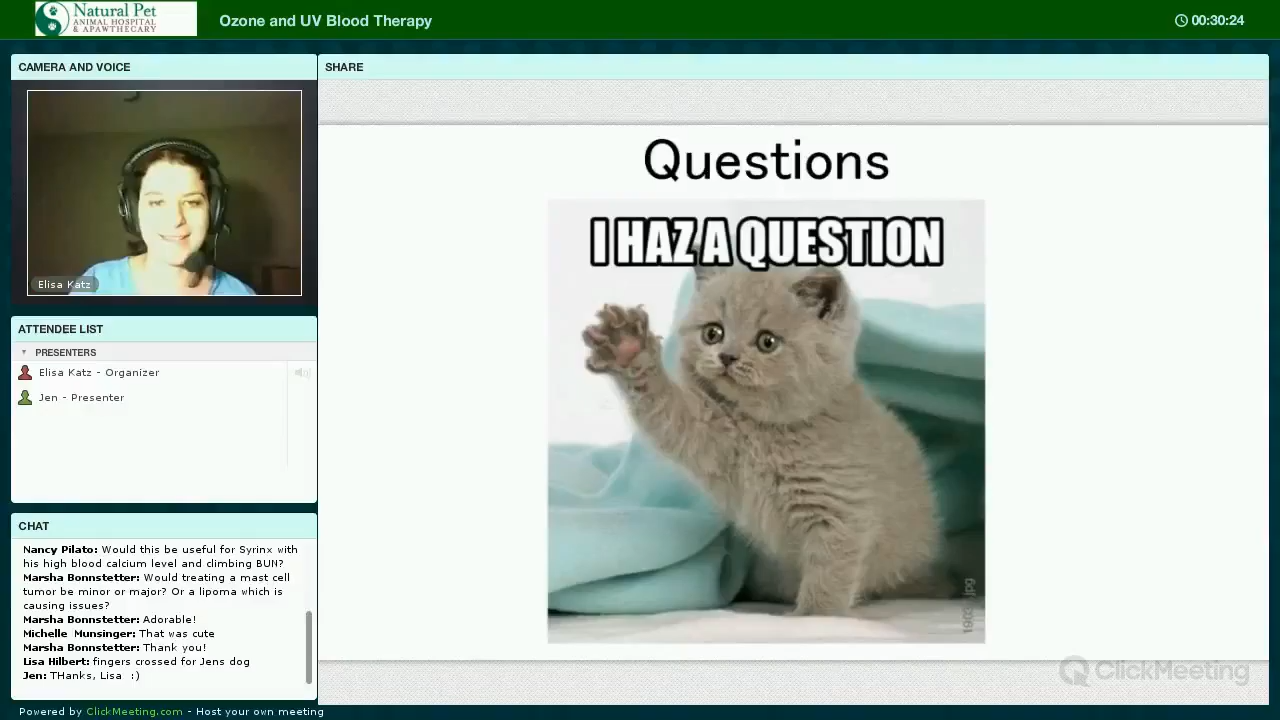 Natural Pet
ANIMAL HOSPITAL
& APAWTHECARY
Ozone and UV Blood Therapy
00:30:24
CAMERA AND VOICE
Elisa Katz
ATTENDEE LIST
PRESENTERS
Elisa Katz - Organizer
Jen - Presenter
CHAT
Nancy Pilato: Would this be useful for Syrinx with
his high blood calcium level and climbing BUN?
Marsha Bonnstetter: Would treating a mast cell
tumor be minor or major? Or a lipoma which is
causing issues?
Marsha Bonnstetter: Adorable!
Michelle Munsinger: That was cute
Marsha Bonnstetter: Thank you!
Lisa Hilbert: fingers crossed for Jens dog
Jen: THanks, Lisa :)
SHARE
Questions
I HAZ A QUESTION
ClickMeeting
Powered by ClickMeeting.com - Host your own meeting